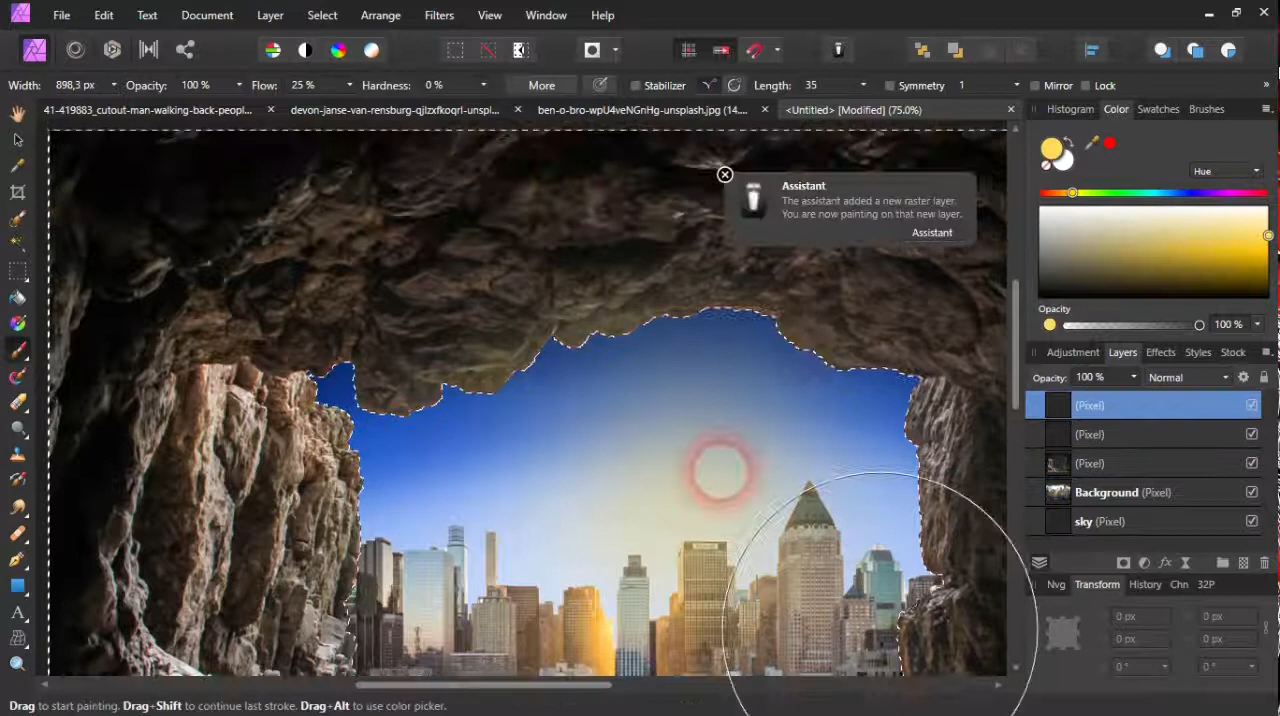 File Edit Text Document Layer Select Arrange Filters View Window Help
Width: 898,3 px Opacity: 100 % Flow: 25 % Hardness: 0 % More Stabilizer Length: 35 Symmetry 1 Mirror Lock
41-419883_cutout-man-walking-back-peopl... devon-janse-van-rensburg-qjlzxfkoqrl-unspl... ben-o-bro-wpU4veNGnHg-unsplash.jpg (14.... <Untitled> [Modified] (75.0%)
Histogram Color Swatches Brushes
Hue
Assistant
The assistant added a new raster layer.
You are now painting on that new layer.
Assistant
Opacity
100 %
Adjustment Layers Effects Styles Stock
Opacity: 100 % Normal
(Pixel)
(Pixel)
(Pixel)
Background (Pixel)
sky (Pixel)
Nvg Transform History Chn 32P
0 px 0 px
0 px 0 px
0 ° 0 °
Drag to start painting. Drag+Shift to continue last stroke. Drag+Alt to use color picker.